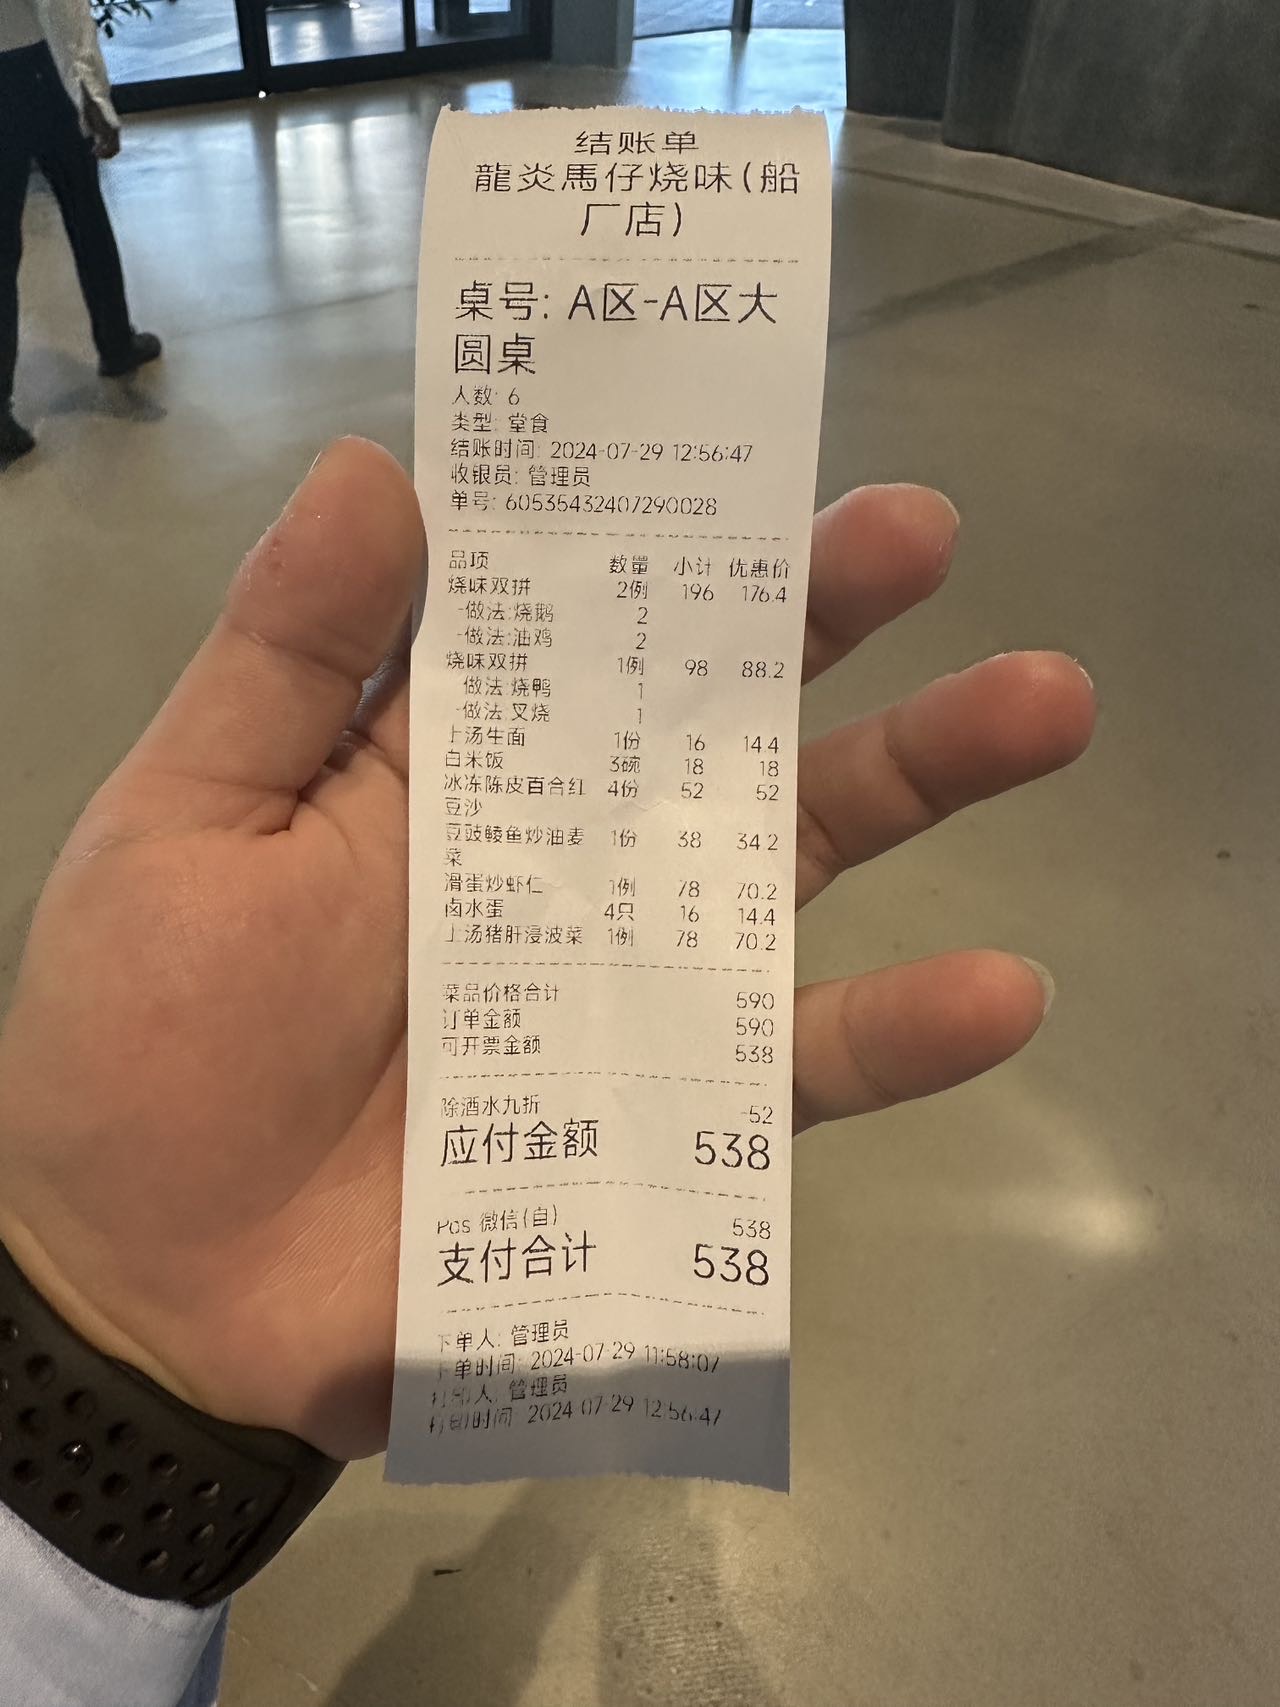 结账单
龍炎馬仔烧味(船
厂店)
桌号: A区-A区大
圆桌
人数: 6
类型: 堂食
结账时间: 2024-07-29 12:56:47
收银员: 管理员
单号: 60535432407290028
品项 数量 小计 优惠价
烧味双拼 2例 196 176.4
-做法:烧鹅 2
-做法:油鸡 2
烧味双拼 1例 98 88.2
做法:烧鸭 1
-做法:叉烧 1
上汤生面 1份 16 14.4
白米饭 3碗 18 18
冰冻陈皮百合红 4份 52 52
豆沙
豆豉鲮鱼炒油麦 1份 38 34.2
菜
滑蛋炒虾仁 1例 78 70.2
卤水蛋 4只 16 14.4
上汤猪肝浸波菜 1例 78 70.2
菜品价格合计 590
订单金额 590
可开票金额 538
除酒水九折 -52
应付金额 538
Pos 微信(自) 538
支付合计 538
下单人: 管理员
下单时间: 2024-07-29 11:58:07
打印人: 管理员
打印时间: 2024-07-29 12:56:47